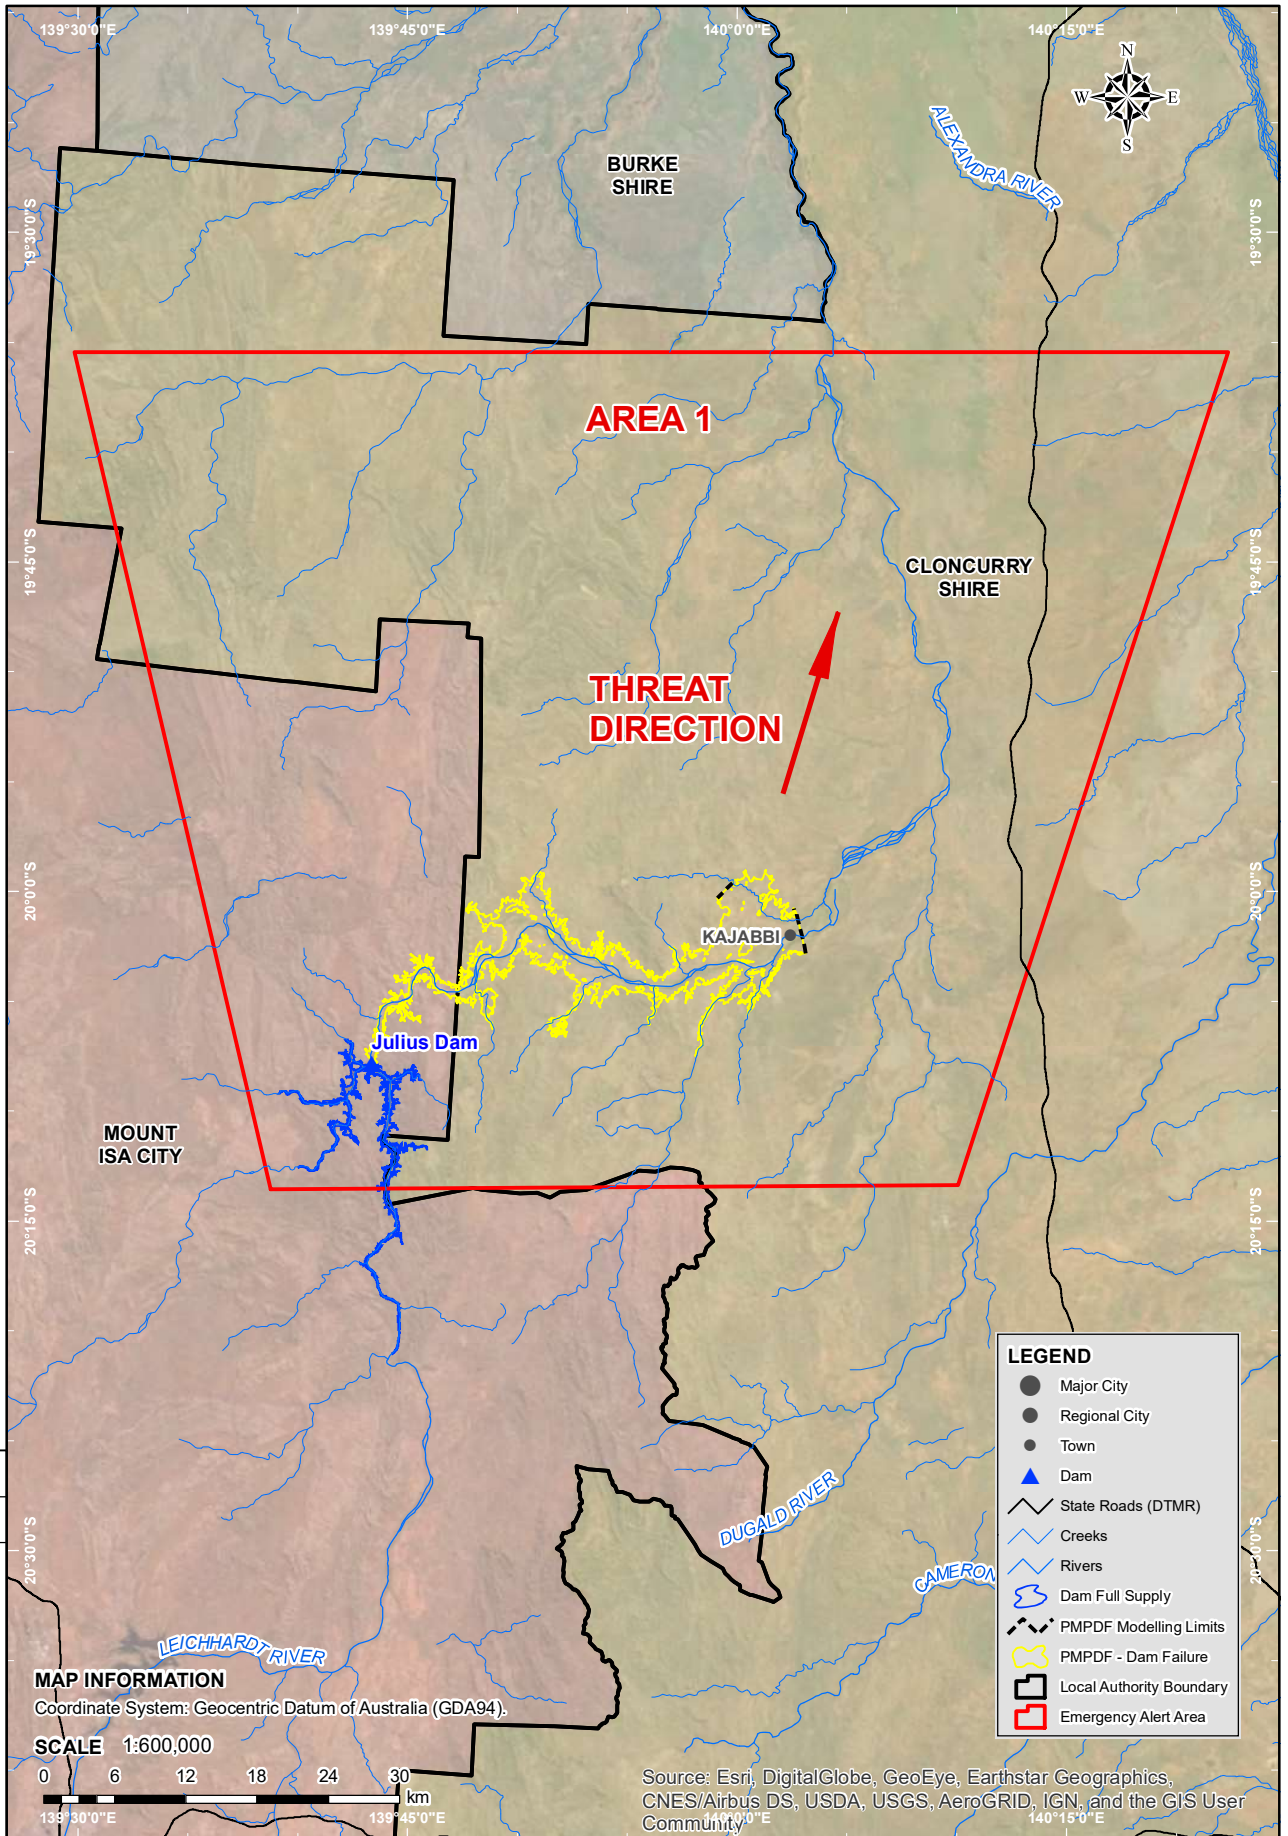 139°30'0"E
139°45'0"E
140°0'0"E
140°15'0"E
N
W
E
S
ALEXANDRA RIVER
BURKE
SHIRE
19°30'0"S
19°30'0"S
AREA 1
19°45'0"S
19°45'0"S
CLONCURRY
SHIRE
THREAT
DIRECTION
20°0'0"S
20°0'0"S
KAJABBI
Julius Dam
MOUNT
ISA CITY
20°15'0"S
20°15'0"S
LEGEND
Major City
Regional City
Town
Dam
State Roads (DTMR)
Creeks
Rivers
Dam Full Supply
PMPDF Modelling Limits
PMPDF - Dam Failure
Local Authority Boundary
Emergency Alert Area
DUGALD RIVER
20°30'0"S
20°30'0"S
CAMERON
LEICHHARDT RIVER
MAP INFORMATION
Coordinate System: Geocentric Datum of Australia (GDA94).
SCALE 1:600,000
0 6 12 18 24 30
km
Source: Esri, DigitalGlobe, GeoEye, Earthstar Geographics,
CNES/Airbus DS, USDA, USGS, AeroGRID, IGN, and the GIS User
Community
139°30'0"E
139°45'0"E
140°0'0"E
140°15'0"E